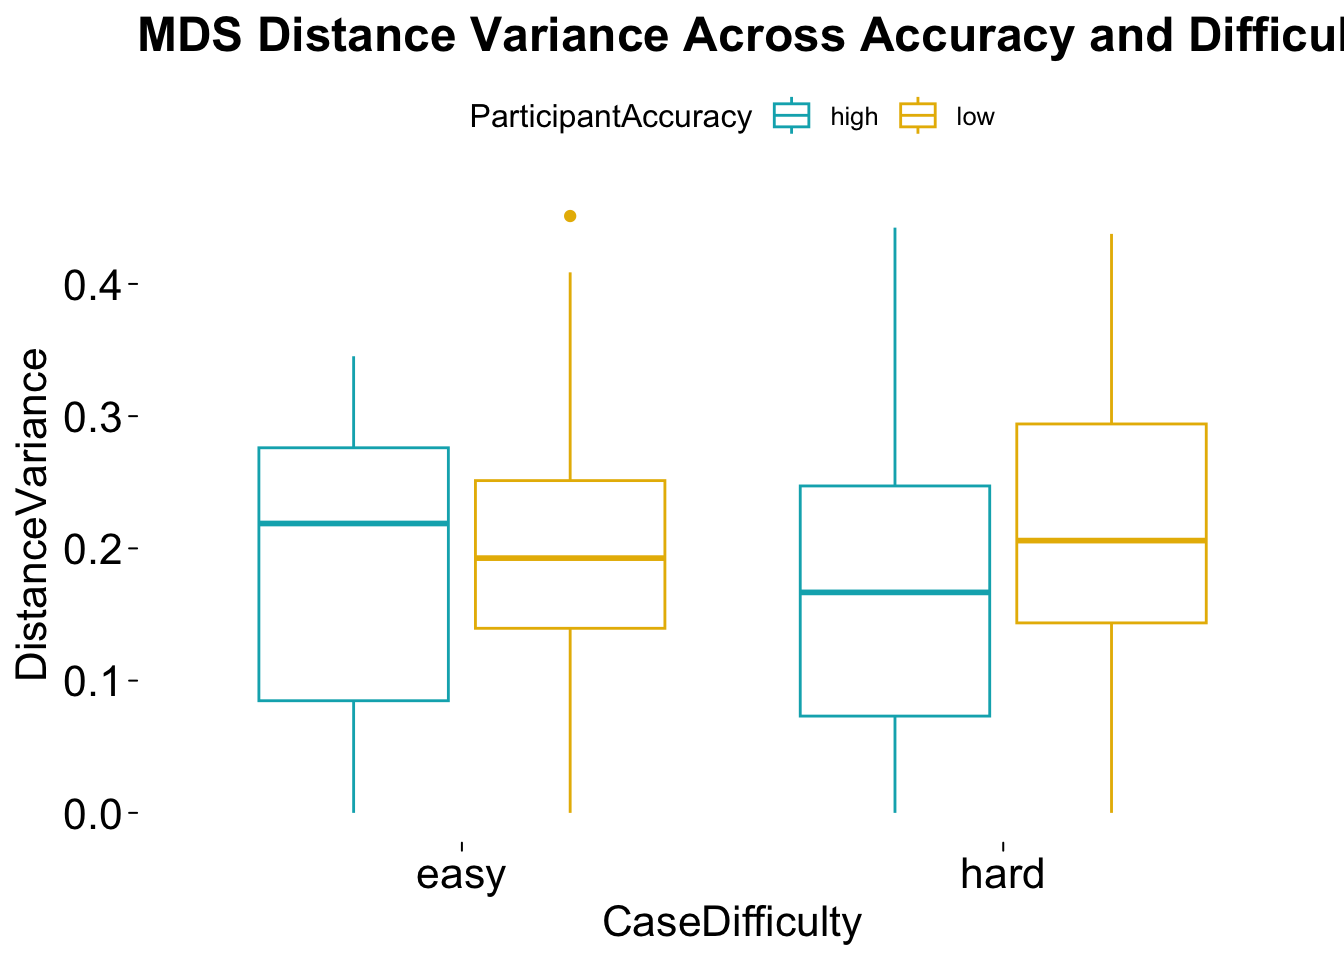 MDS Distance Variance Across Accuracy and Difficul
ParticipantAccuracy high low
0.4
0.3
0.2
0.1
0.0
DistanceVariance
easy hard
CaseDifficulty